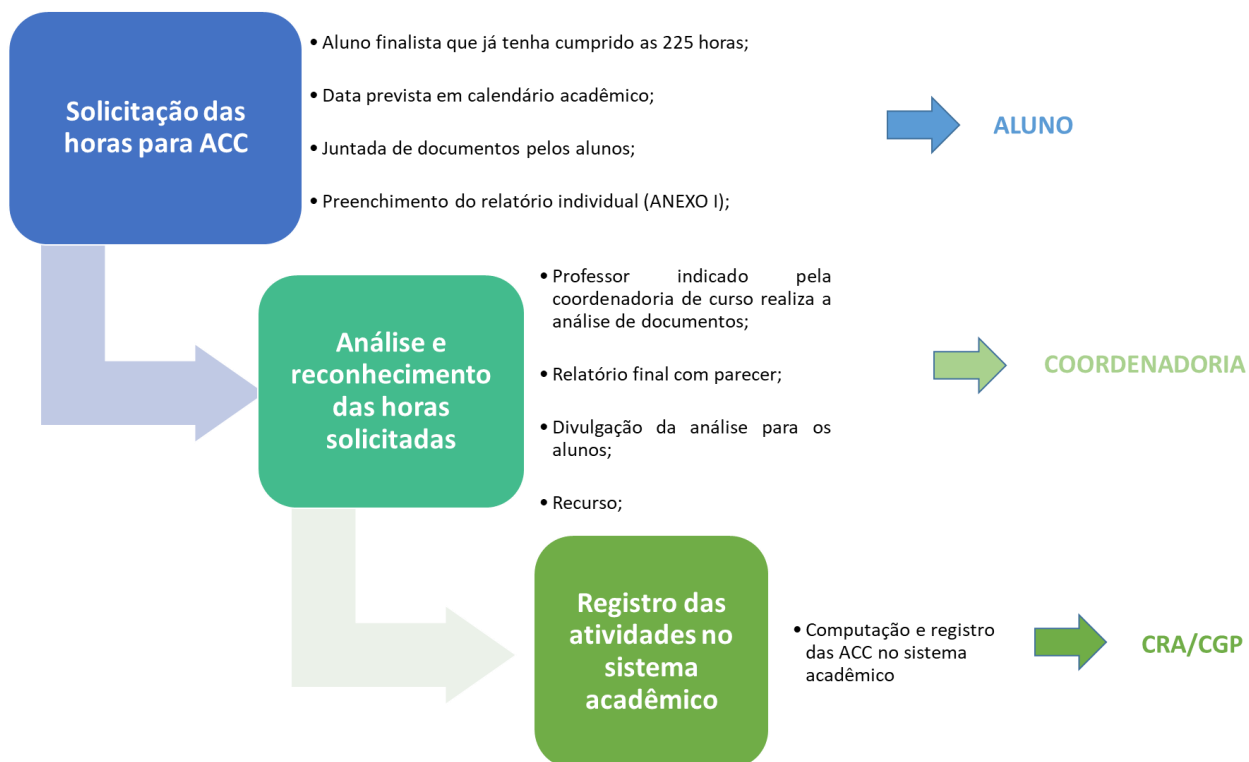 Solicitação das
horas para ACC
• Aluno finalista que já tenha cumprido as 225 horas;
• Data prevista em calendário acadêmico;
• Juntada de documentos pelos alunos;
• Preenchimento do relatório individual (ANEXO I);
ALUNO
Análise e
reconhecimento
das horas
solicitadas
• Professor indicado pela
coordenadoria de curso realiza a
análise de documentos;
• Relatório final com parecer;
• Divulgação da análise para os
alunos;
• Recurso;
COORDENADORIA
Registro das
atividades no
sistema
acadêmico
• Computação e registro
das ACC no sistema
acadêmico
CRA/CGP